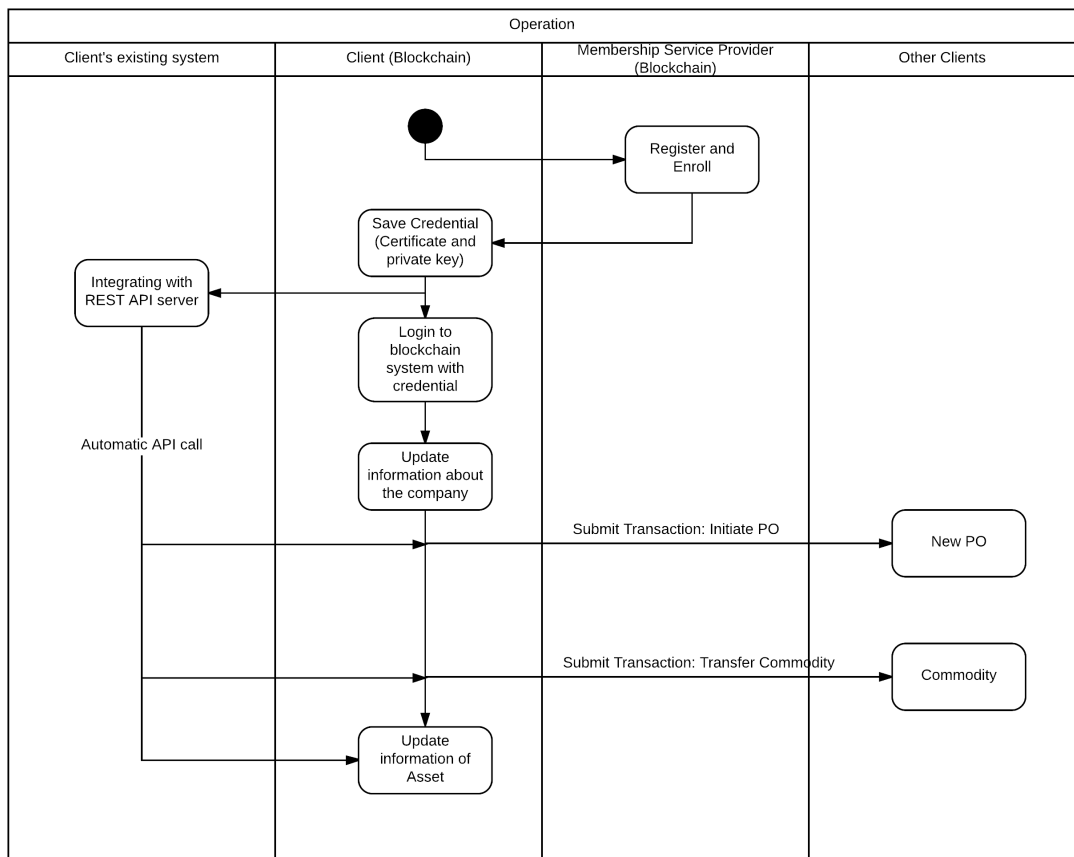 Operation
Client's existing system
Client (Blockchain)
Membership Service Provider
(Blockchain)
Other Clients
Register and
Enroll
Save Credential
(Certificate and
private key)
Integrating with
REST API server
Login to
blockchain
system with
credential
Automatic API call
Update
information about
the company
Submit Transaction: Initiate PO
New PO
Submit Transaction: Transfer Commodity
Commodity
Update
information of
Asset